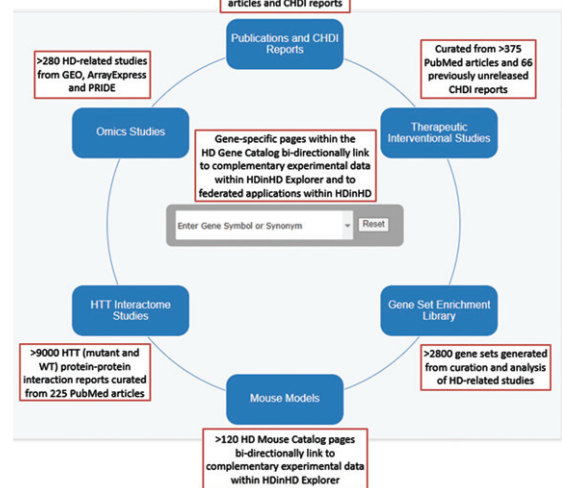 articles and CHDI reports
Publications and CHDI
Reports
>280 HD-related studies
from GEO, ArrayExpress
and PRIDE
Curated from >375
PubMed articles and 66
previously unreleased
CHDI reports
Omics Studies
Therapeutic
Interventional Studies
Gene-specific pages within the
HD Gene Catalog bi-directionally link
to complementary experimental data
within HDinHD Explorer and to
federated applications within HDinHD
Enter Gene Symbol or Synonym
Reset
HTT Interactome
Studies
Gene Set Enrichment
Library
>9000 HTT (mutant and
WT) protein-protein
interaction reports curated
from 225 PubMed articles
>2800 gene sets generated
from curation and analysis
of HD-related studies
Mouse Models
>120 HD Mouse Catalog pages
bi-directionally link to
complementary experimental data
within HDinHD Explorer